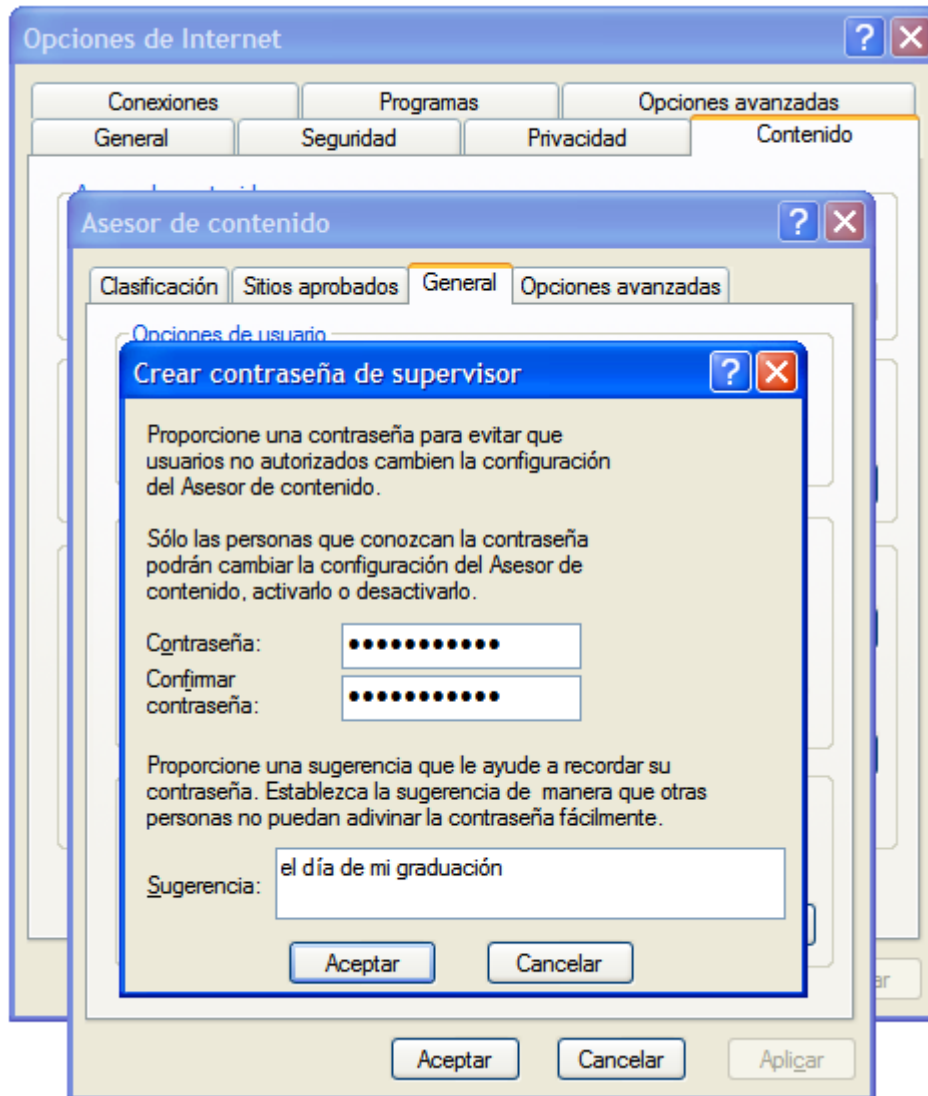 Opciones de Internet
Conexiones Programas Opciones avanzadas
General Seguridad Privacidad Contenido
Asesor de contenido
Clasificación Sitios aprobados General Opciones avanzadas
Opciones de usuario
Crear contraseña de supervisor
Proporcione una contraseña para evitar que
usuarios no autorizados cambien la configuración
del Asesor de contenido.
Sólo las personas que conozcan la contraseña
podrán cambiar la configuración del Asesor de
contenido, activarlo o desactivarlo.
Contraseña: •••••••••••
Confirmar
contraseña: •••••••••••
Proporcione una sugerencia que le ayude a recordar su
contraseña. Establezca la sugerencia de manera que otras
personas no puedan adivinar la contraseña fácilmente.
Sugerencia: el día de mi graduación
Aceptar Cancelar
Aceptar Cancelar Aplicar